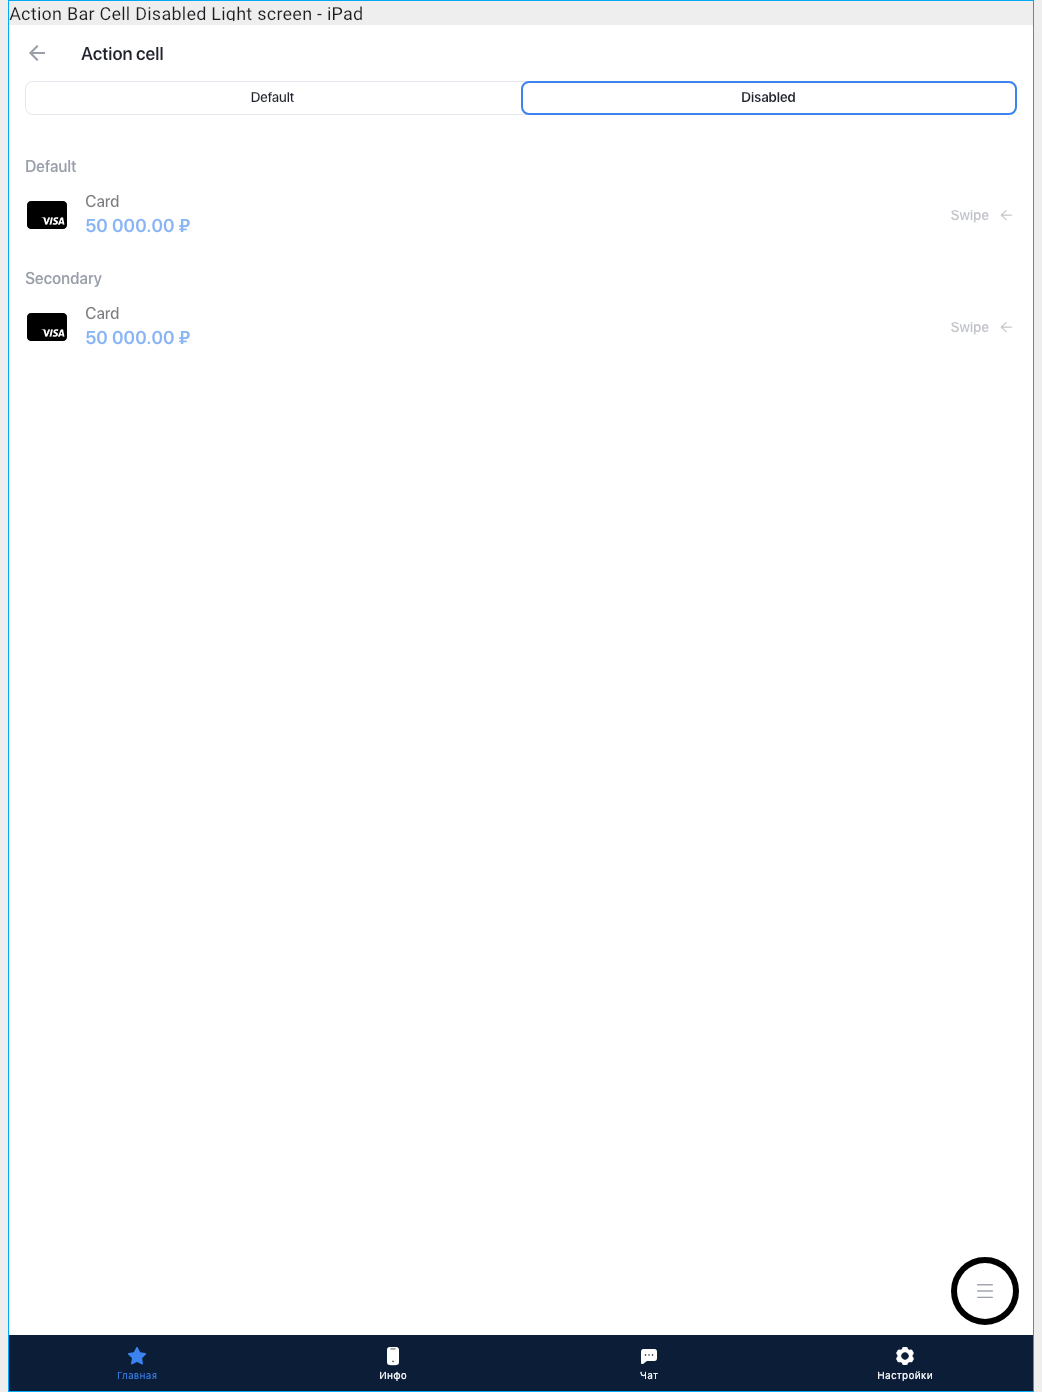 Action Bar Cell Disabled Light screen - iPad
Action cell
Default
Disabled
Default
Card
VISA
50 000.00 ₽
Swipe
Secondary
Card
VISA
50 000.00 ₽
Swipe
Главная
Инфо
Чат
Настройки